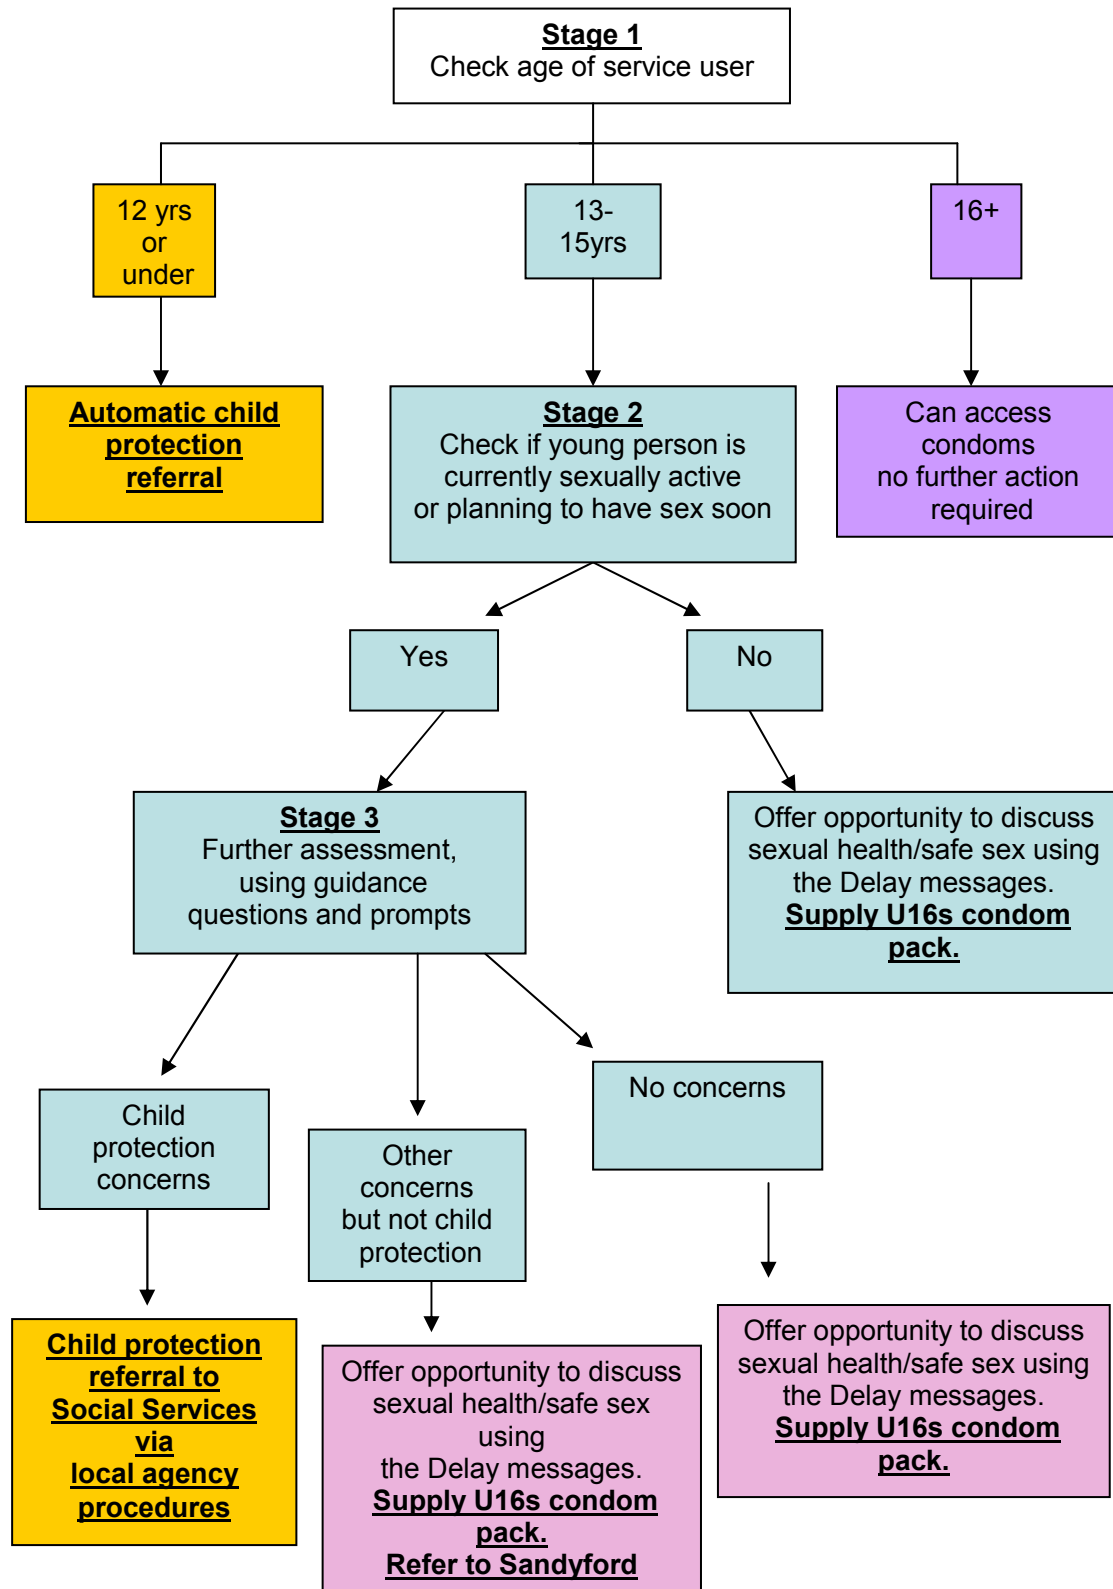 Stage 1
Check age of service user
12 yrs
or
under
13-
15yrs
16+
Automatic child
protection
referral
Stage 2
Check if young person is
currently sexually active
or planning to have sex soon
Can access
condoms
no further action
required
Yes
No
Stage 3
Further assessment,
using guidance
questions and prompts
Offer opportunity to discuss
sexual health/safe sex using
the Delay messages.
Supply U16s condom
pack.
Child
protection
concerns
Other
concerns
but not child
protection
No concerns
Child protection
referral to
Social Services
via
local agency
procedures
Offer opportunity to discuss
sexual health/safe sex
using
the Delay messages.
Supply U16s condom
pack.
Refer to Sandyford
Offer opportunity to discuss
sexual health/safe sex using
the Delay messages.
Supply U16s condom
pack.